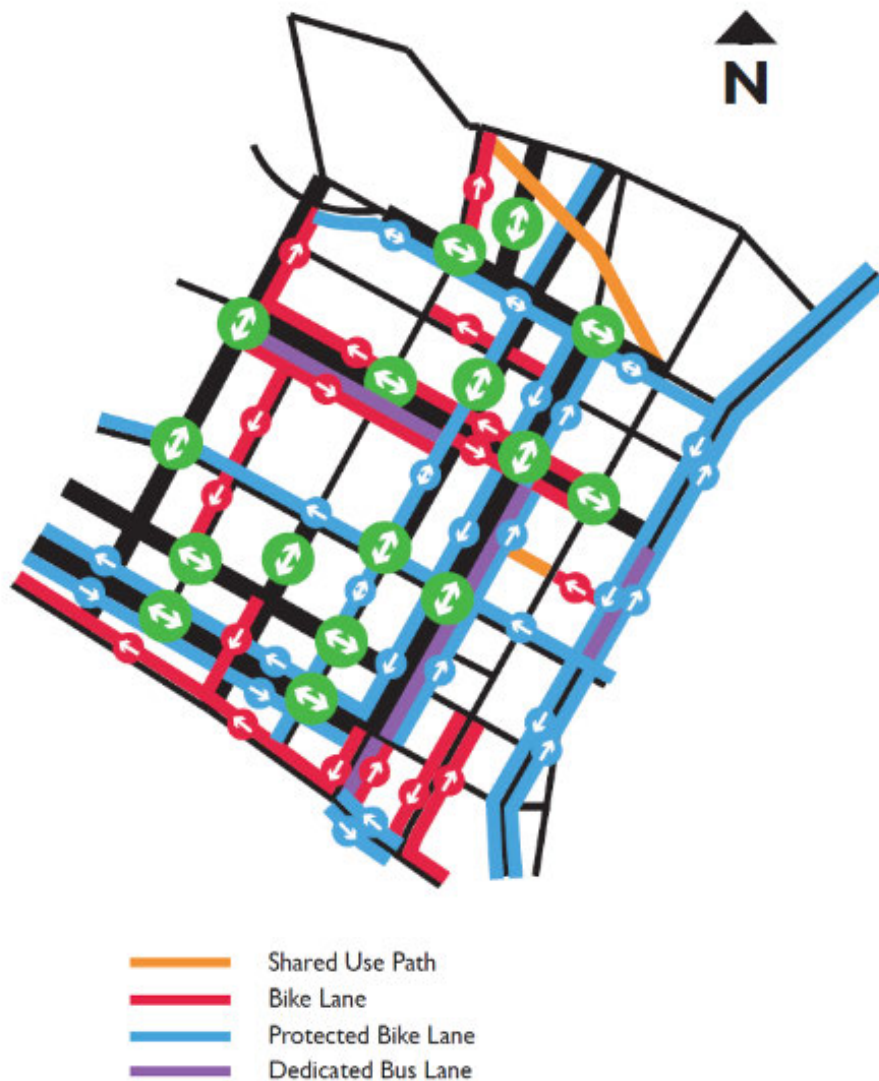 N
Shared Use Path
Bike Lane
Protected Bike Lane
Dedicated Bus Lane